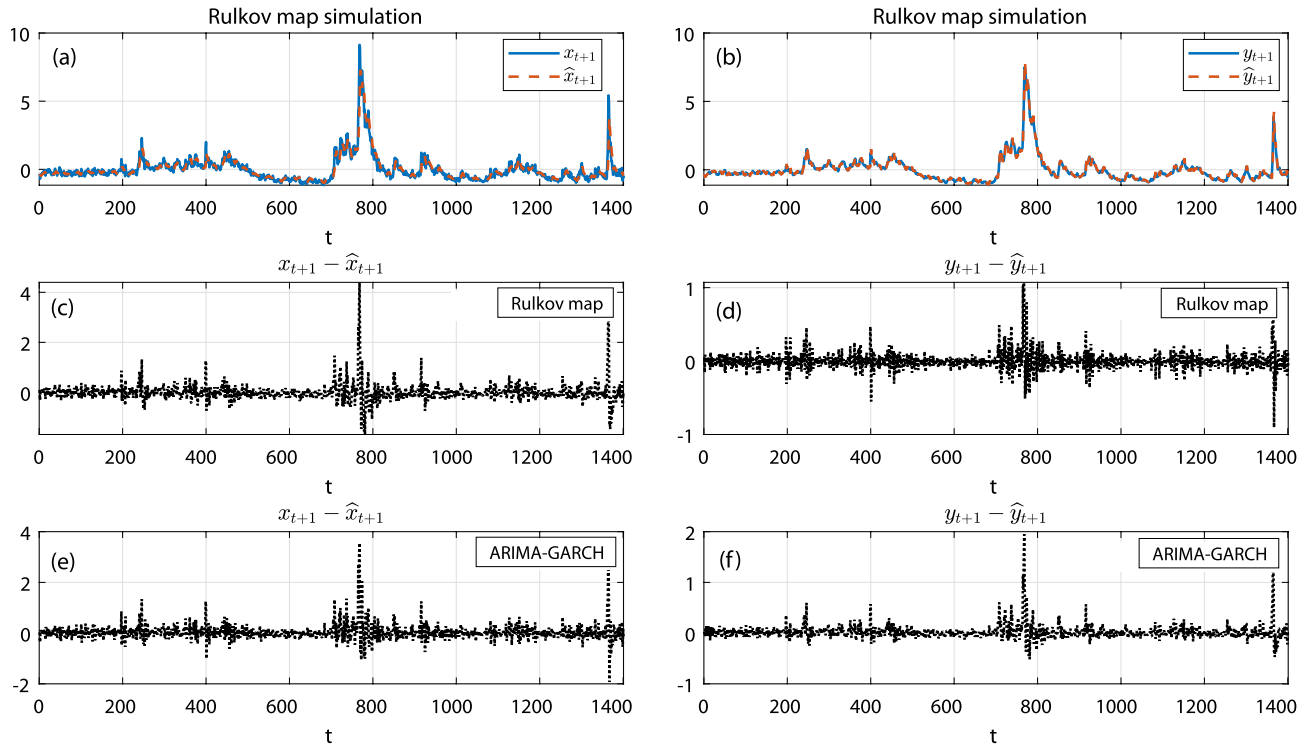 Rulkov map simulation
(a)
x_{t+1}
x̂_{t+1}
10
5
0
0 200 400 600 800 1000 1200 1400
t
Rulkov map simulation
(b)
y_{t+1}
ŷ_{t+1}
10
5
0
0 200 400 600 800 1000 1200 1400
t
x_{t+1} − x̂_{t+1}
(c)
Rulkov map
4
2
0
0 200 400 600 800 1000 1200 1400
t
y_{t+1} − ŷ_{t+1}
(d)
Rulkov map
1
0
-1
0 200 400 600 800 1000 1200 1400
t
x_{t+1} − x̂_{t+1}
(e)
ARIMA-GARCH
4
2
0
-2
0 200 400 600 800 1000 1200 1400
t
y_{t+1} − ŷ_{t+1}
(f)
ARIMA-GARCH
2
1
0
-1
0 200 400 600 800 1000 1200 1400
t